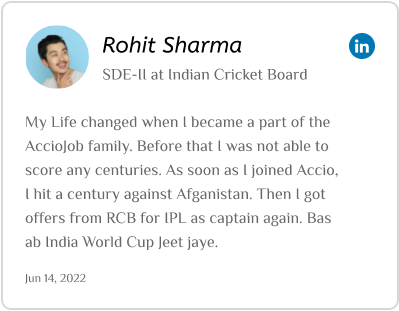 Rohit Sharma
in
SDE-II at Indian Cricket Board
My Life changed when I became a part of the
AccioJob family. Before that I was not able to
score any centuries. As soon as I joined Accio,
I hit a century against Afganistan. Then I got
offers from RCB for IPL as captain again. Bas
ab India World Cup Jeet jaye.
Jun 14, 2022